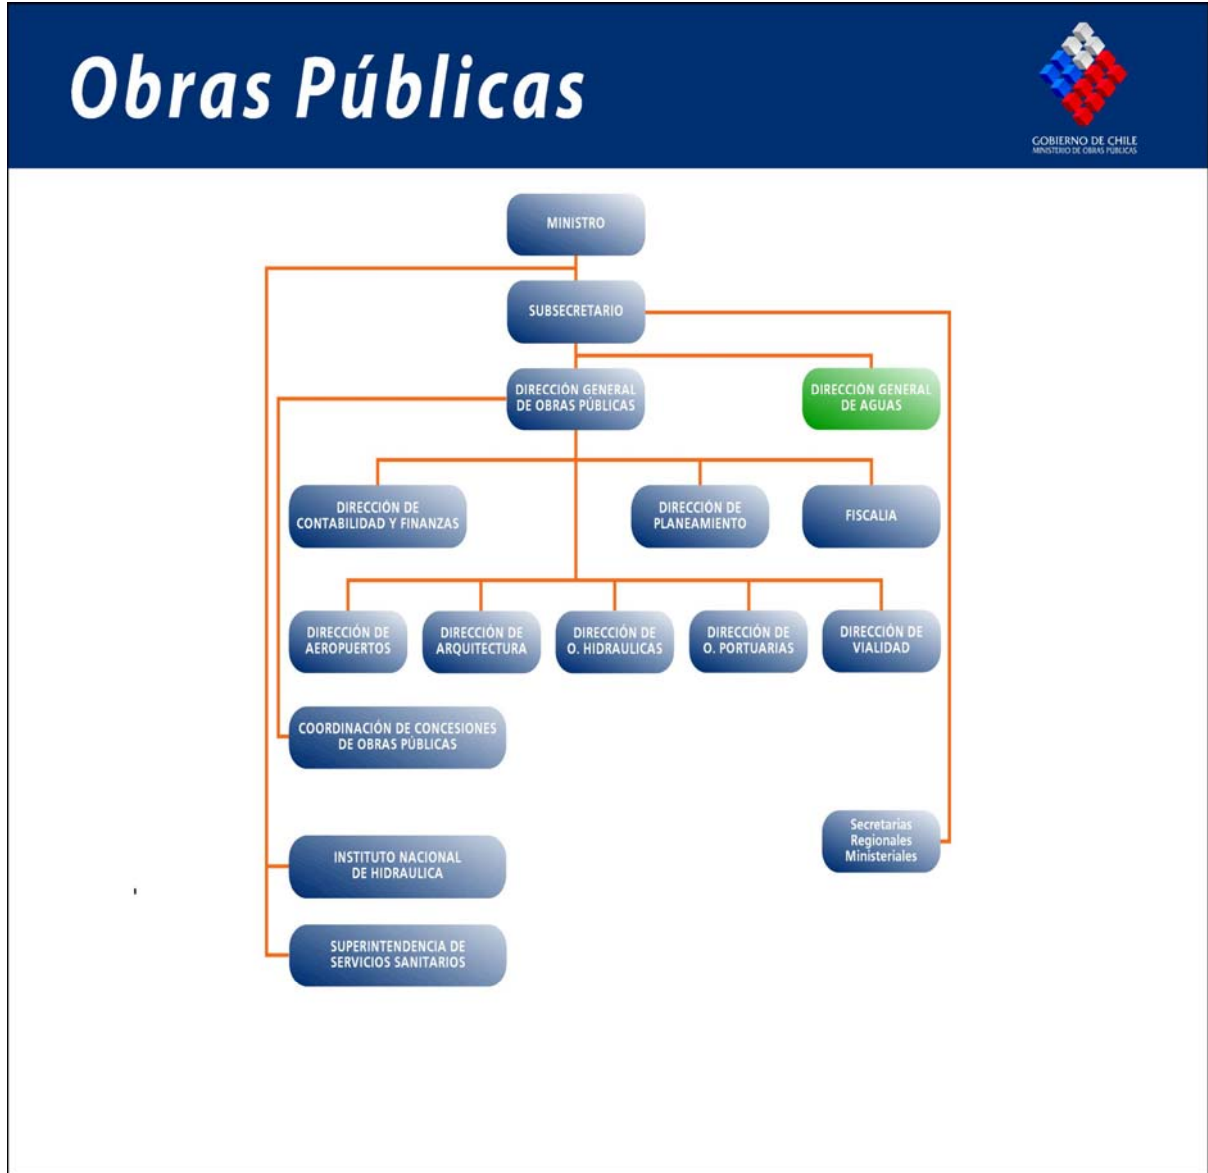 Obras Públicas
GOBIERNO DE CHILE
MINISTERIO DE OBRAS PÚBLICAS
MINISTRO
SUBSECRETARIO
DIRECCIÓN GENERAL
DE OBRAS PÚBLICAS
DIRECCIÓN GENERAL
DE AGUAS
DIRECCIÓN DE
CONTABILIDAD Y FINANZAS
DIRECCIÓN DE
PLANEAMIENTO
FISCALIA
DIRECCIÓN DE
AEROPUERTOS
DIRECCIÓN DE
ARQUITECTURA
DIRECCIÓN DE
O. HIDRAULICAS
DIRECCIÓN DE
O. PORTUARIAS
DIRECCIÓN DE
VIALIDAD
COORDINACIÓN DE CONCESIONES
DE OBRAS PÚBLICAS
Secretarias
Regionales
Ministeriales
INSTITUTO NACIONAL
DE HIDRAULICA
SUPERINTENDENCIA DE
SERVICIOS SANITARIOS